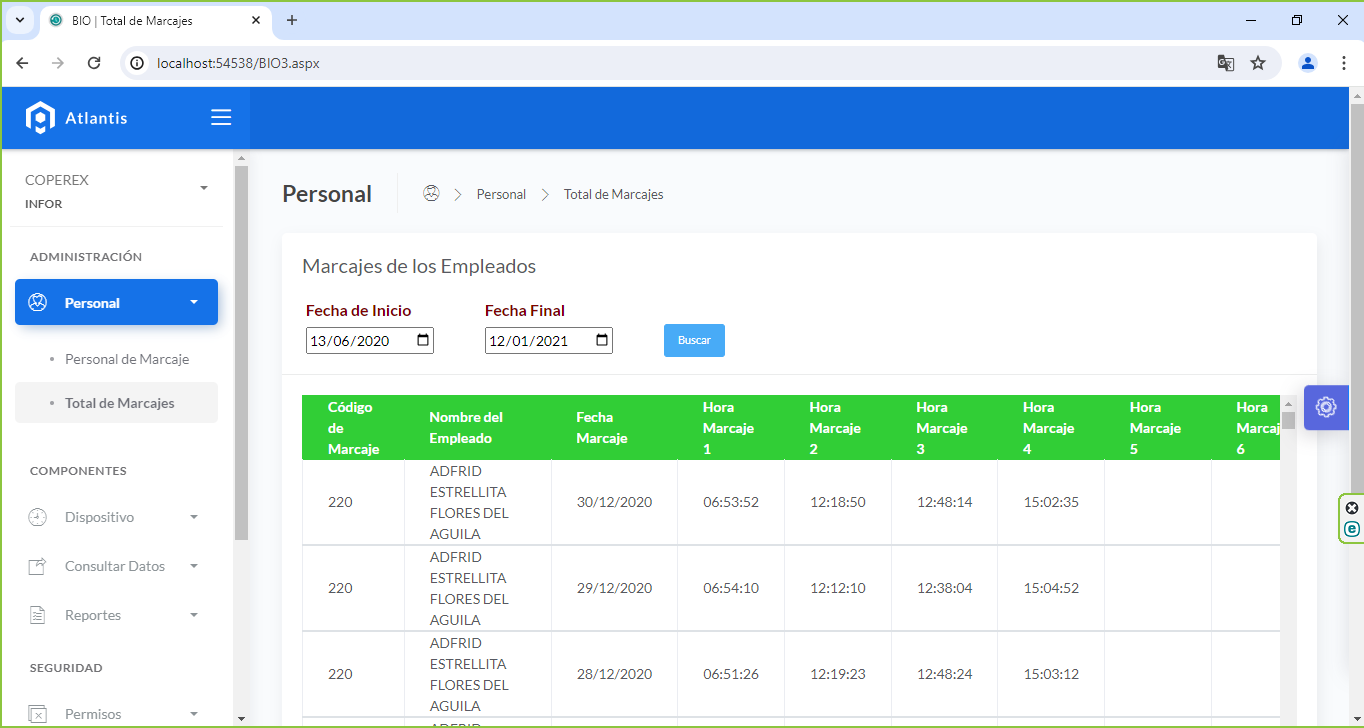 BIO | Total de Marcajes
localhost:54538/BIO3.aspx
Atlantis
COPEREX
INFOR
ADMINISTRACIÓN
Personal
Personal de Marcaje
Total de Marcajes
COMPONENTES
Dispositivo
Consultar Datos
Reportes
SEGURIDAD
Permisos
Personal
Personal
Total de Marcajes
Marcajes de los Empleados
Fecha de Inicio
Fecha Final
13/06/2020
12/01/2021
Buscar
Código de Marcaje
Nombre del Empleado
Fecha Marcaje
Hora Marcaje 1
Hora Marcaje 2
Hora Marcaje 3
Hora Marcaje 4
Hora Marcaje 5
Hora Marcaj 6
220
ADFRID
ESTRELLITA
FLORES DEL
AGUILA
30/12/2020
06:53:52
12:18:50
12:48:14
15:02:35
220
ADFRID
ESTRELLITA
FLORES DEL
AGUILA
29/12/2020
06:54:10
12:12:10
12:38:04
15:04:52
220
ADFRID
ESTRELLITA
FLORES DEL
AGUILA
28/12/2020
06:51:26
12:19:23
12:48:24
15:03:12